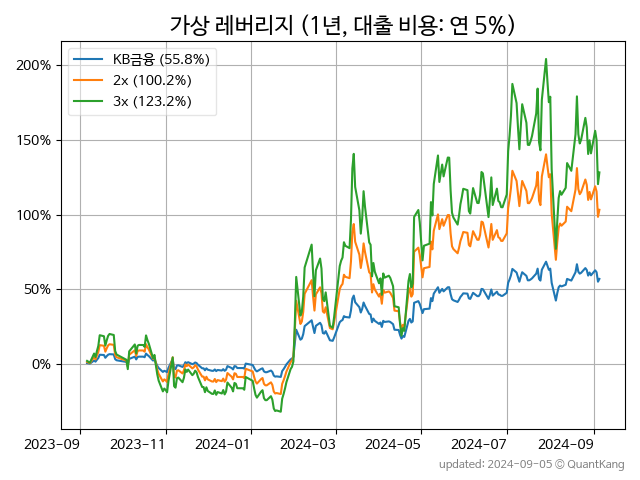 가상 레버리지 (1년, 대출 비용: 연 5%)
KB금융 (55.8%)
2x (100.2%)
3x (123.2%)
200%
150%
100%
50%
0%
2023-09 2023-11 2024-01 2024-03 2024-05 2024-07 2024-09
updated: 2024-09-05 © QuantKang